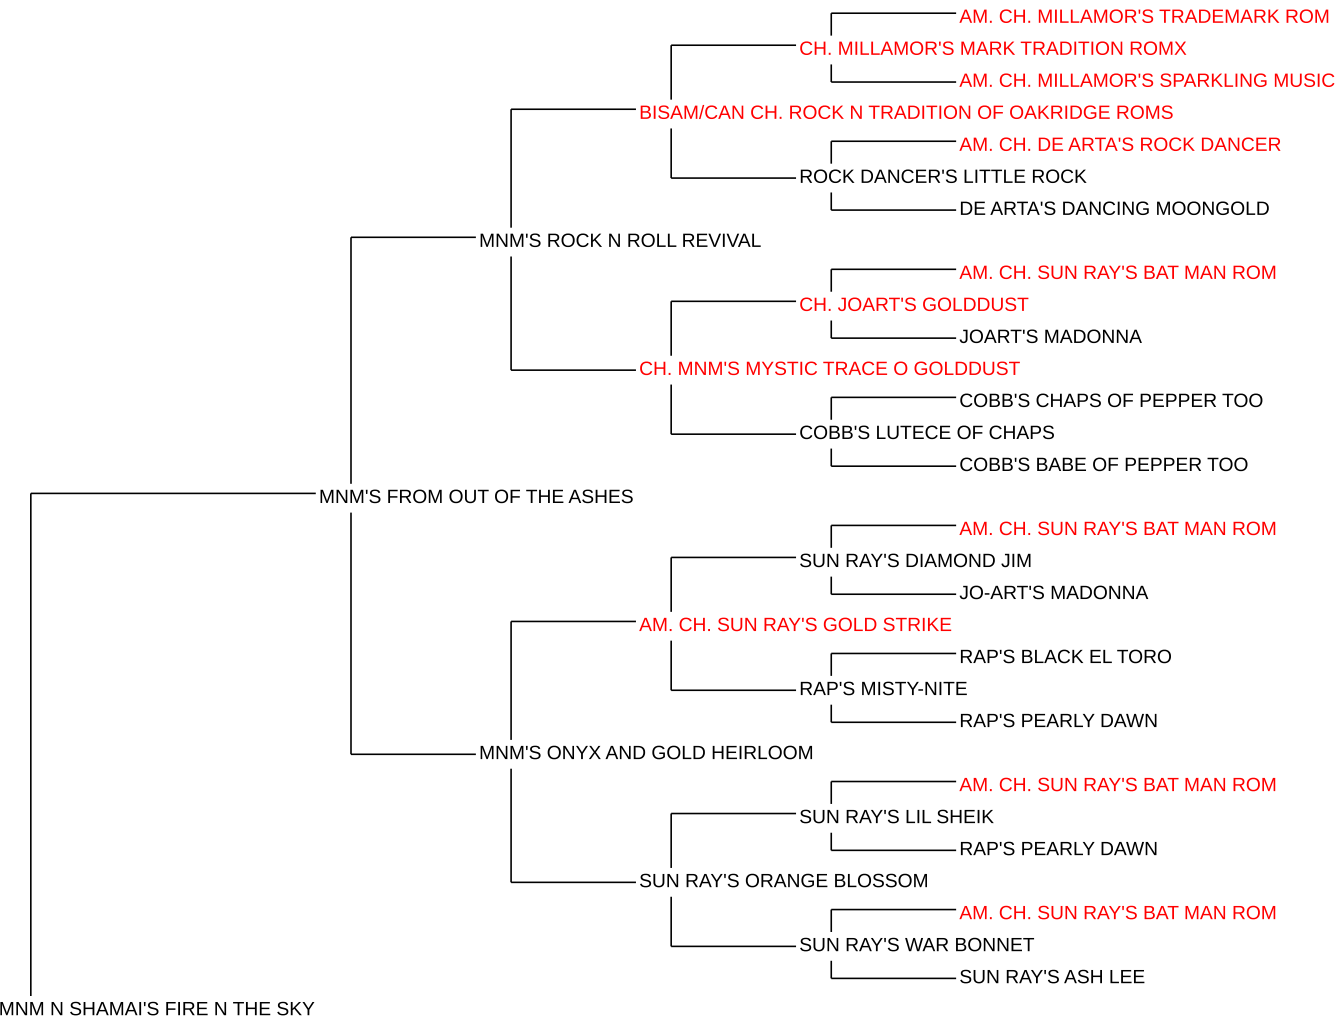 AM. CH. MILLAMOR'S TRADEMARK ROM
CH. MILLAMOR'S MARK TRADITION ROMX
AM. CH. MILLAMOR'S SPARKLING MUSIC
BISAM/CAN CH. ROCK N TRADITION OF OAKRIDGE ROMS
AM. CH. DE ARTA'S ROCK DANCER
ROCK DANCER'S LITTLE ROCK
DE ARTA'S DANCING MOONGOLD
MNM'S ROCK N ROLL REVIVAL
AM. CH. SUN RAY'S BAT MAN ROM
CH. JOART'S GOLDDUST
JOART'S MADONNA
CH. MNM'S MYSTIC TRACE O GOLDDUST
COBB'S CHAPS OF PEPPER TOO
COBB'S LUTECE OF CHAPS
COBB'S BABE OF PEPPER TOO
MNM'S FROM OUT OF THE ASHES
AM. CH. SUN RAY'S BAT MAN ROM
SUN RAY'S DIAMOND JIM
JO-ART'S MADONNA
AM. CH. SUN RAY'S GOLD STRIKE
RAP'S BLACK EL TORO
RAP'S MISTY-NITE
RAP'S PEARLY DAWN
MNM'S ONYX AND GOLD HEIRLOOM
AM. CH. SUN RAY'S BAT MAN ROM
SUN RAY'S LIL SHEIK
RAP'S PEARLY DAWN
SUN RAY'S ORANGE BLOSSOM
AM. CH. SUN RAY'S BAT MAN ROM
SUN RAY'S WAR BONNET
SUN RAY'S ASH LEE
MNM N SHAMAI'S FIRE N THE SKY